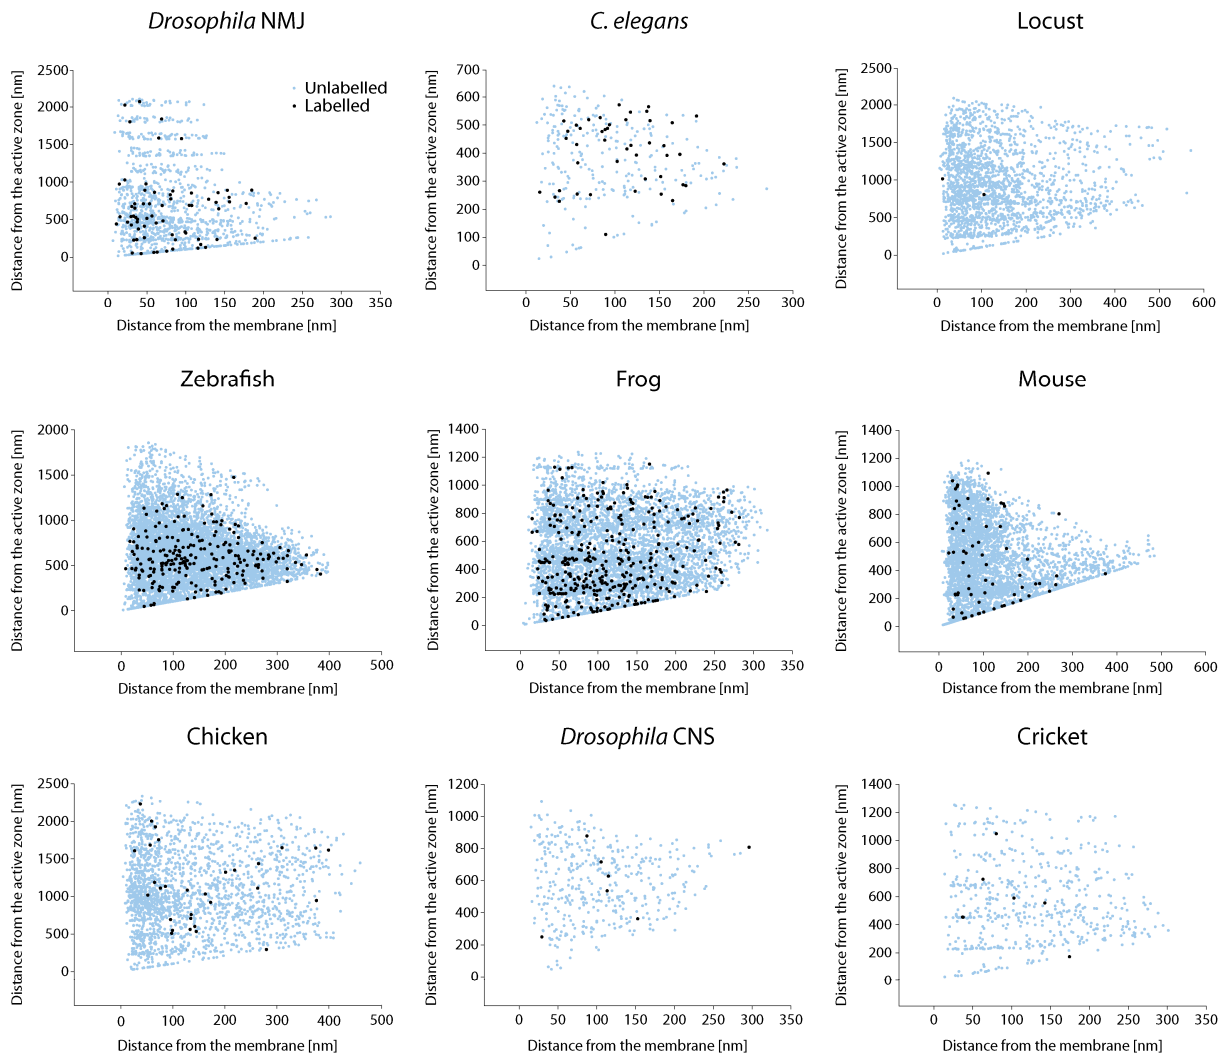 Drosophila NMJ
Distance from the active zone [nm]
2500
2000
1500
1000
500
0
0 50 100 150 200 250 300 350
Distance from the membrane [nm]
Unlabelled
Labelled
C. elegans
Distance from the active zone [nm]
700
600
500
400
300
200
100
0
0 50 100 150 200 250 300
Distance from the membrane [nm]
Locust
Distance from the active zone [nm]
2500
2000
1500
1000
500
0
0 100 200 300 400 500 600
Distance from the membrane [nm]
Zebrafish
Distance from the active zone [nm]
2000
1500
1000
500
0
0 100 200 300 400 500
Distance from the membrane [nm]
Frog
Distance from the active zone [nm]
1400
1200
1000
800
600
400
200
0
0 50 100 150 200 250 300 350
Distance from the membrane [nm]
Mouse
Distance from the active zone [nm]
1400
1200
1000
800
600
400
200
0
0 100 200 300 400 500 600
Distance from the membrane [nm]
Chicken
Distance from the active zone [nm]
2500
2000
1500
1000
500
0
0 100 200 300 400 500
Distance from the membrane [nm]
Drosophila CNS
Distance from the active zone [nm]
1200
1000
800
600
400
200
0
0 50 100 150 200 250 300 350
Distance from the membrane [nm]
Cricket
Distance from the active zone [nm]
1400
1200
1000
800
600
400
200
0
0 50 100 150 200 250 300 350
Distance from the membrane [nm]